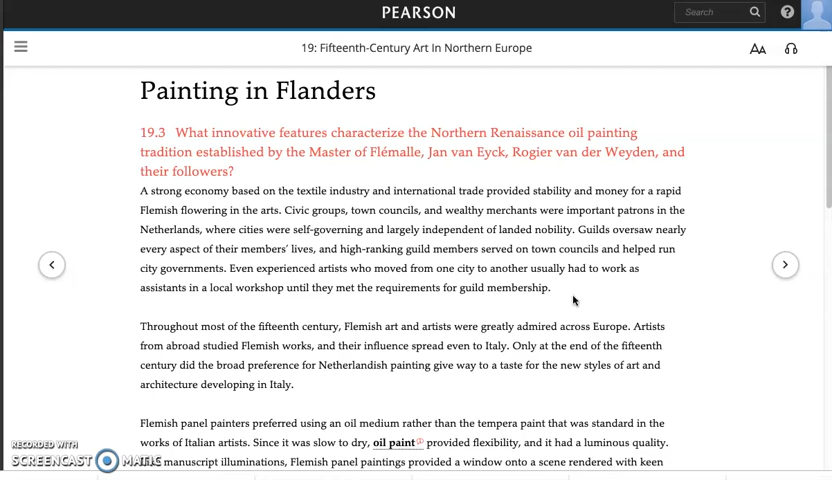 PEARSON
Search
?
19: Fifteenth-Century Art In Northern Europe
AA
Painting in Flanders
19.3 What innovative features characterize the Northern Renaissance oil painting
tradition established by the Master of Flémalle, Jan van Eyck, Rogier van der Weyden, and
their followers?
A strong economy based on the textile industry and international trade provided stability and money for a rapid
Flemish flowering in the arts. Civic groups, town councils, and wealthy merchants were important patrons in the
Netherlands, where cities were self-governing and largely independent of landed nobility. Guilds oversaw nearly
every aspect of their members' lives, and high-ranking guild members served on town councils and helped run
city governments. Even experienced artists who moved from one city to another usually had to work as
assistants in a local workshop until they met the requirements for guild membership.
Throughout most of the fifteenth century, Flemish art and artists were greatly admired across Europe. Artists
from abroad studied Flemish works, and their influence spread even to Italy. Only at the end of the fifteenth
century did the broad preference for Netherlandish painting give way to a taste for the new styles of art and
architecture developing in Italy.
Flemish panel painters preferred using an oil medium rather than the tempera paint that was standard in the
works of Italian artists. Since it was slow to dry, oil paint provided flexibility, and it had a luminous quality.
manuscript illuminations, Flemish panel paintings provided a window onto a scene rendered with keen
RECORDED WITH
SCREENCAST MATIC